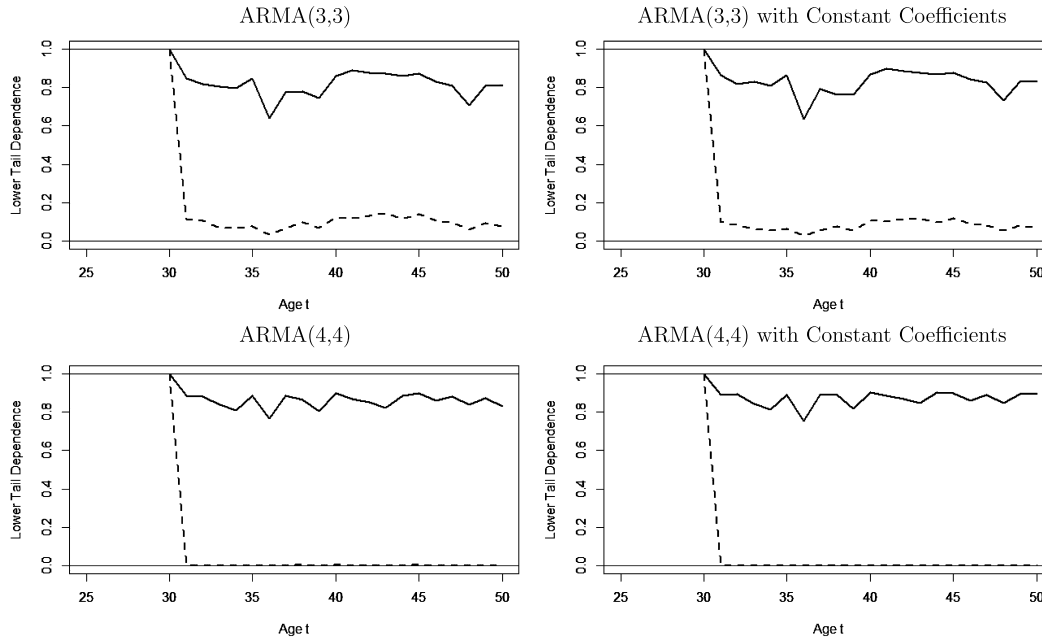 ARMA(3,3)
Lower Tail Dependence
1.0
0.8
0.6
0.4
0.2
0.0
25 30 35 40 45 50
Age t
ARMA(3,3) with Constant Coefficients
Lower Tail Dependence
1.0
0.8
0.6
0.4
0.2
0.0
25 30 35 40 45 50
Age t
ARMA(4,4)
Lower Tail Dependence
1.0
0.8
0.6
0.4
0.2
0.0
25 30 35 40 45 50
Age t
ARMA(4,4) with Constant Coefficients
Lower Tail Dependence
1.0
0.8
0.6
0.4
0.2
0.0
25 30 35 40 45 50
Age t